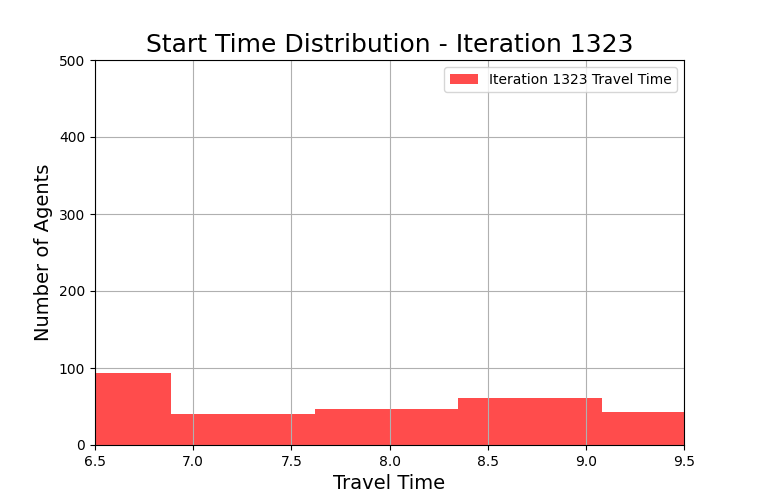 Start Time Distribution - Iteration 1323
Iteration 1323 Travel Time
Number of Agents
500
400
300
200
100
0
6.5 7.0 7.5 8.0 8.5 9.0 9.5
Travel Time